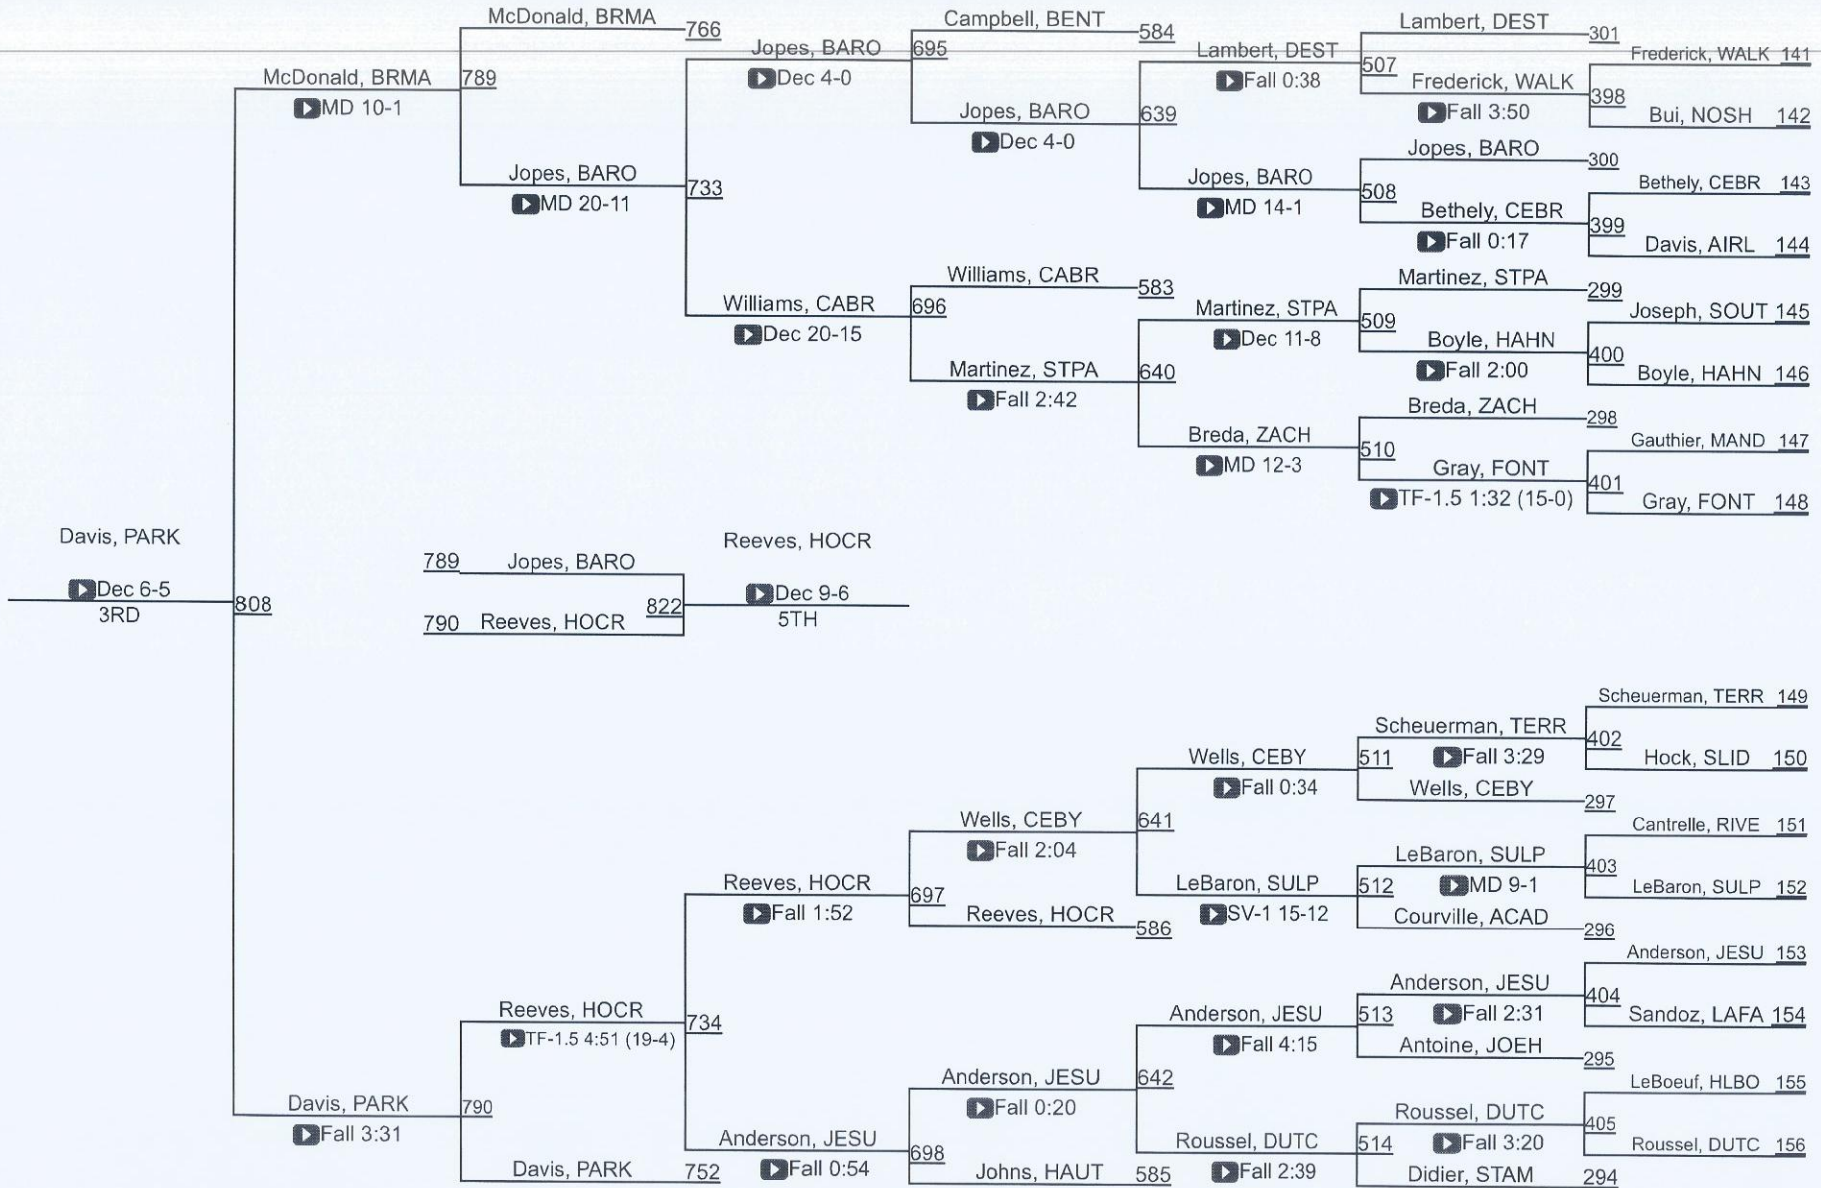 McDonald, BRMA
766
McDonald, BRMA
789
MD 10-1
Jopes, BARO
733
MD 20-11
Jopes, BARO
695
Dec 4-0
Williams, CABR
696
Dec 20-15
Campbell, BENT
584
Jopes, BARO
639
Dec 4-0
Williams, CABR
583
Martinez, STPA
640
Fall 2:42
Lambert, DEST
507
Fall 0:38
Jopes, BARO
508
MD 14-1
Martinez, STPA
509
Dec 11-8
Breda, ZACH
510
MD 12-3
Lambert, DEST
301
Frederick, WALK
398
Fall 3:50
Jopes, BARO
300
Bethely, CEBR
399
Fall 0:17
Martinez, STPA
299
Boyle, HAHN
400
Fall 2:00
Breda, ZACH
298
Gray, FONT
401
TF-1.5 1:32 (15-0)
Frederick, WALK 141
Bui, NOSH 142
Bethely, CEBR 143
Davis, AIRL 144
Joseph, SOUT 145
Boyle, HAHN 146
Gauthier, MAND 147
Gray, FONT 148
Davis, PARK
Dec 6-5
808
3RD
789 Jopes, BARO
790 Reeves, HOCR
822
Reeves, HOCR
Dec 9-6
5TH
Davis, PARK
790
Fall 3:31
Reeves, HOCR
734
TF-1.5 4:51 (19-4)
Davis, PARK
752
Reeves, HOCR
697
Fall 1:52
Anderson, JESU
698
Fall 0:54
Wells, CEBY
641
Fall 2:04
Reeves, HOCR
586
Anderson, JESU
642
Fall 0:20
Johns, HAUT
585
Wells, CEBY
511
Fall 0:34
LeBaron, SULP
512
SV-1 15-12
Anderson, JESU
513
Fall 4:15
Roussel, DUTC
514
Fall 2:39
Scheuerman, TERR
402
Fall 3:29
Wells, CEBY
297
LeBaron, SULP
403
MD 9-1
Courville, ACAD
296
Anderson, JESU
404
Fall 2:31
Antoine, JOEH
295
Roussel, DUTC
405
Fall 3:20
Didier, STAM
294
Scheuerman, TERR 149
Hock, SLID 150
Cantrelle, RIVE 151
LeBaron, SULP 152
Anderson, JESU 153
Sandoz, LAFA 154
LeBoeuf, HLBO 155
Roussel, DUTC 156